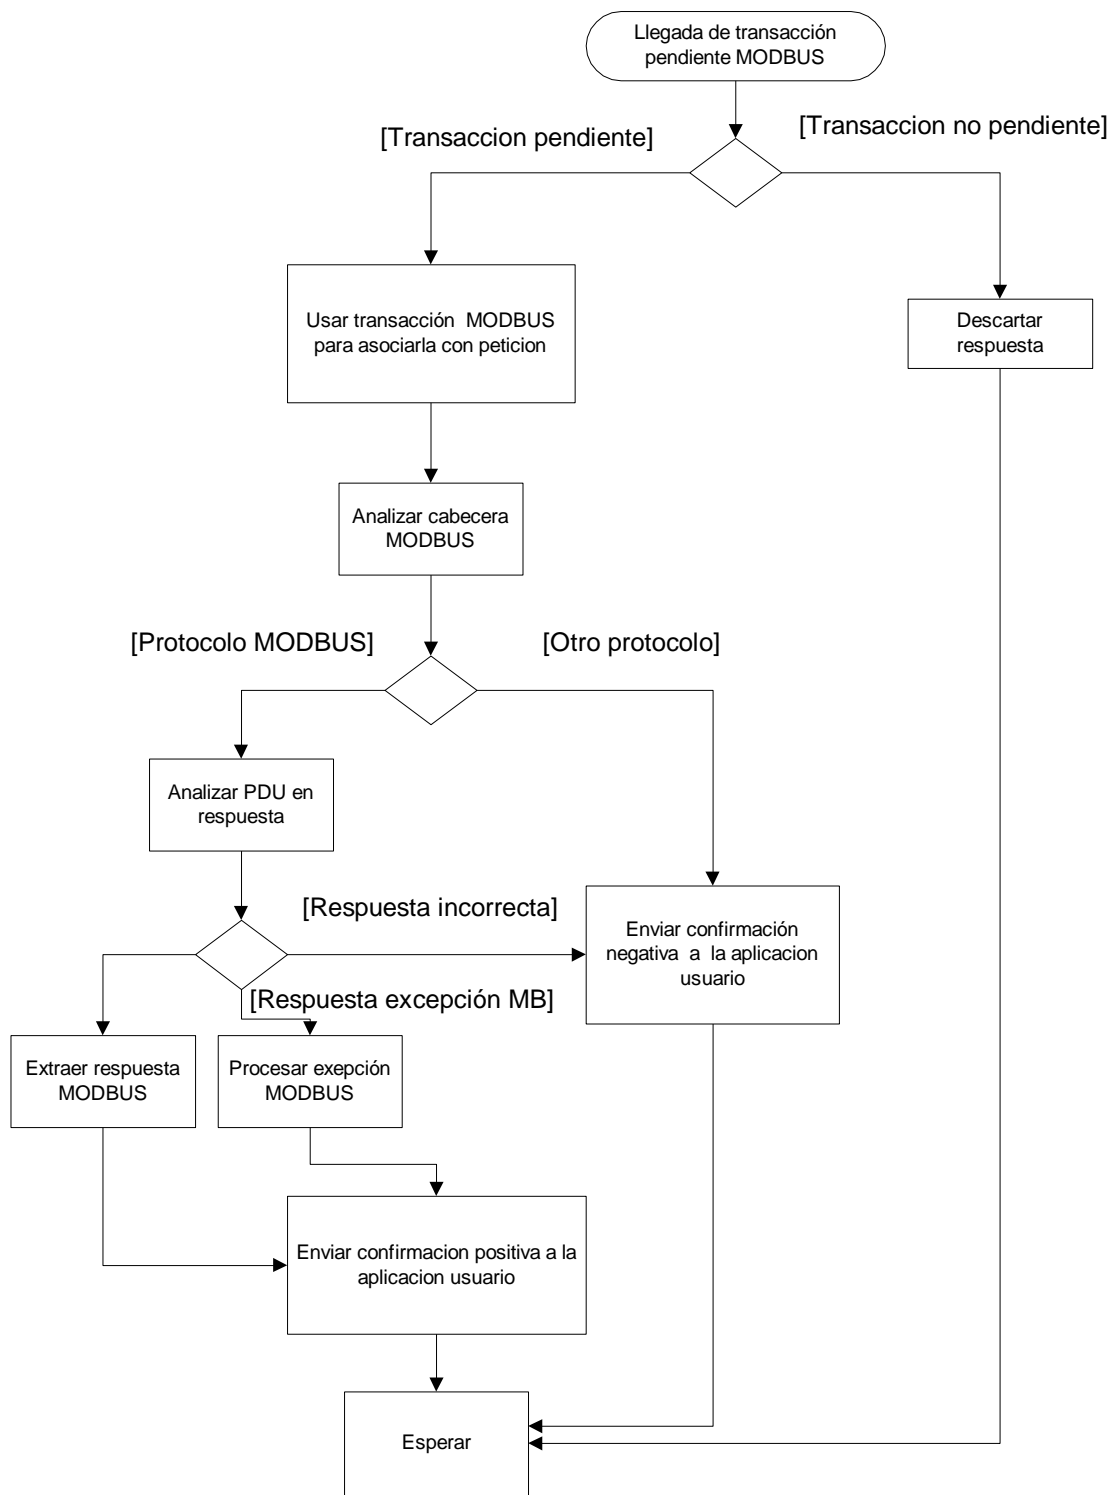 Llegada de transacción
pendiente MODBUS
[Transaccion no pendiente]
[Transaccion pendiente]
Usar transacción MODBUS
para asociarla con peticion
Descartar
respuesta
Analizar cabecera
MODBUS
[Protocolo MODBUS]
[Otro protocolo]
Analizar PDU en
respuesta
[Respuesta incorrecta]
Enviar confirmación
negativa a la aplicacion
usuario
[Respuesta excepción MB]
Extraer respuesta
MODBUS
Procesar exepción
MODBUS
Enviar confirmacion positiva a la
aplicacion usuario
Esperar